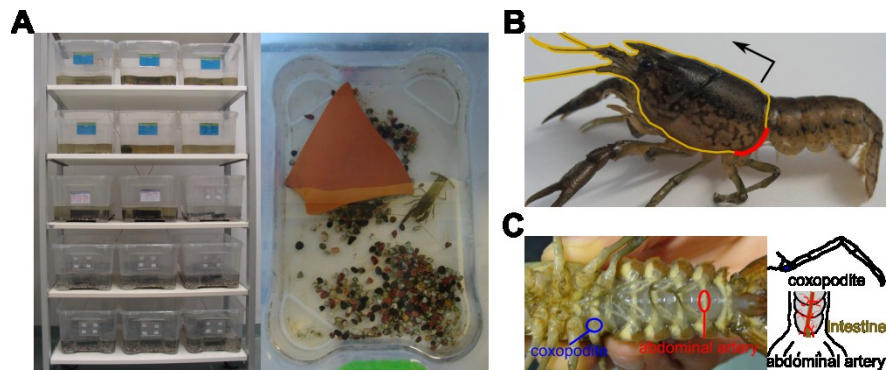 A
B
C
coxopodite
abdominal artery
coxopodite
intestine
abdominal artery